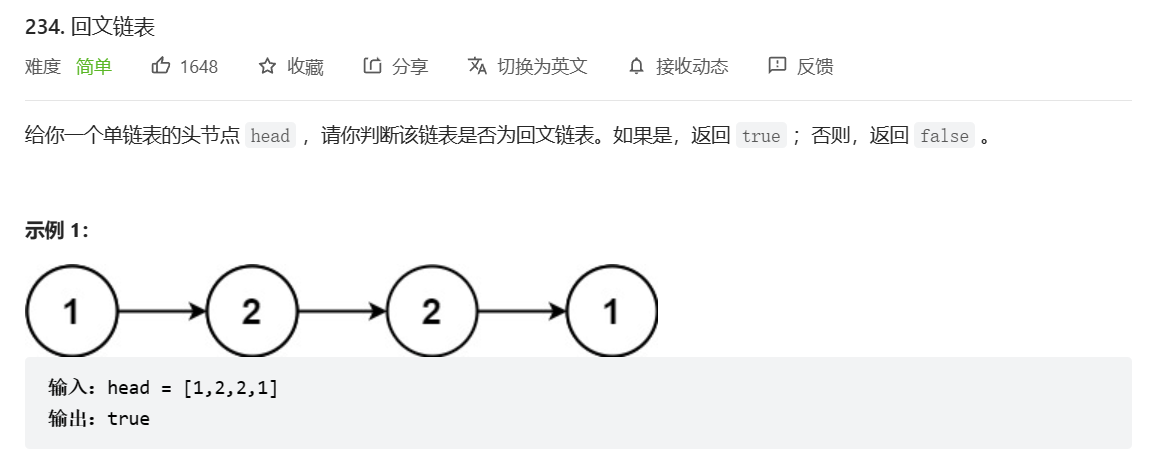 234. 回文链表
难度 简单 1648 收藏 分享 切换为英文 接收动态 反馈
给你一个单链表的头节点 head ，请你判断该链表是否为回文链表。如果是，返回 true ；否则，返回 false 。
示例 1：
1 2 2 1
输入：head = [1,2,2,1]
输出：true